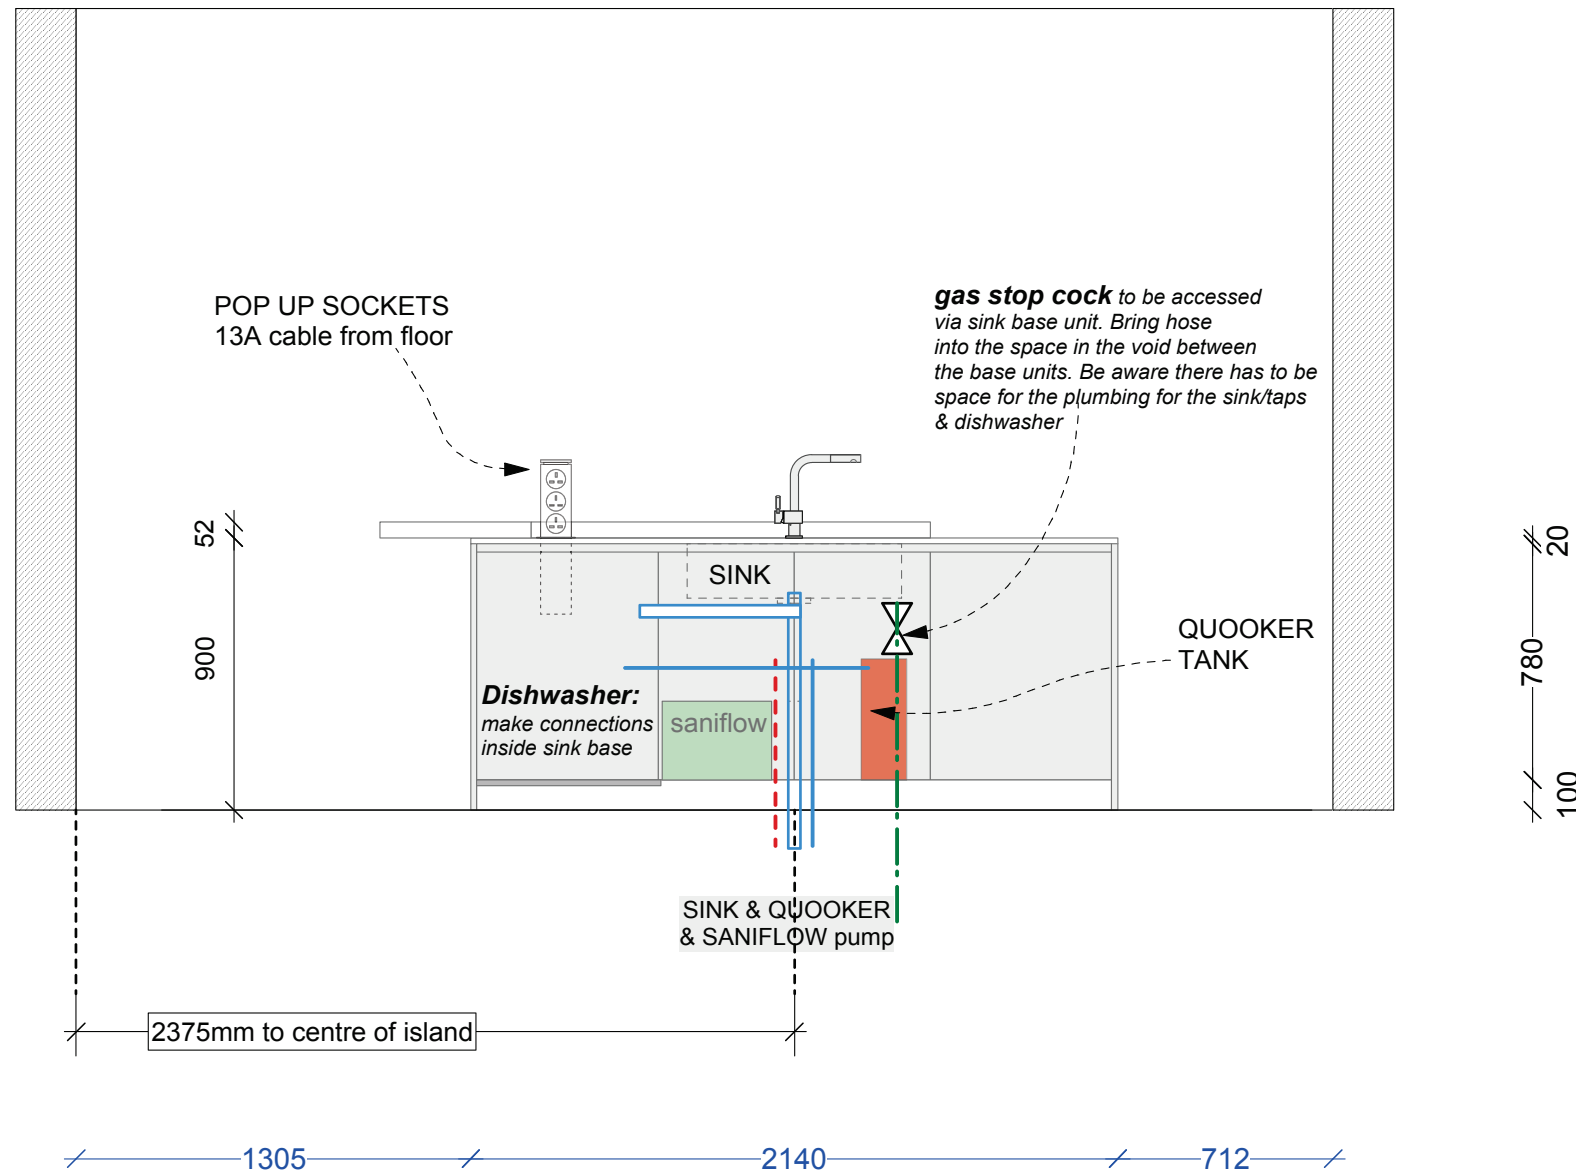 POP UP SOCKETS
13A cable from floor
gas stop cock to be accessed
via sink base unit. Bring hose
into the space in the void between
the base units. Be aware there has to be
space for the plumbing for the sink/taps
& dishwasher
52
900
20
780
100
SINK
QUOOKER
TANK
Dishwasher:
make connections
inside sink base
saniflow
SINK & QUOOKER
& SANIFLOW pump
2375mm to centre of island
1305
2140
712